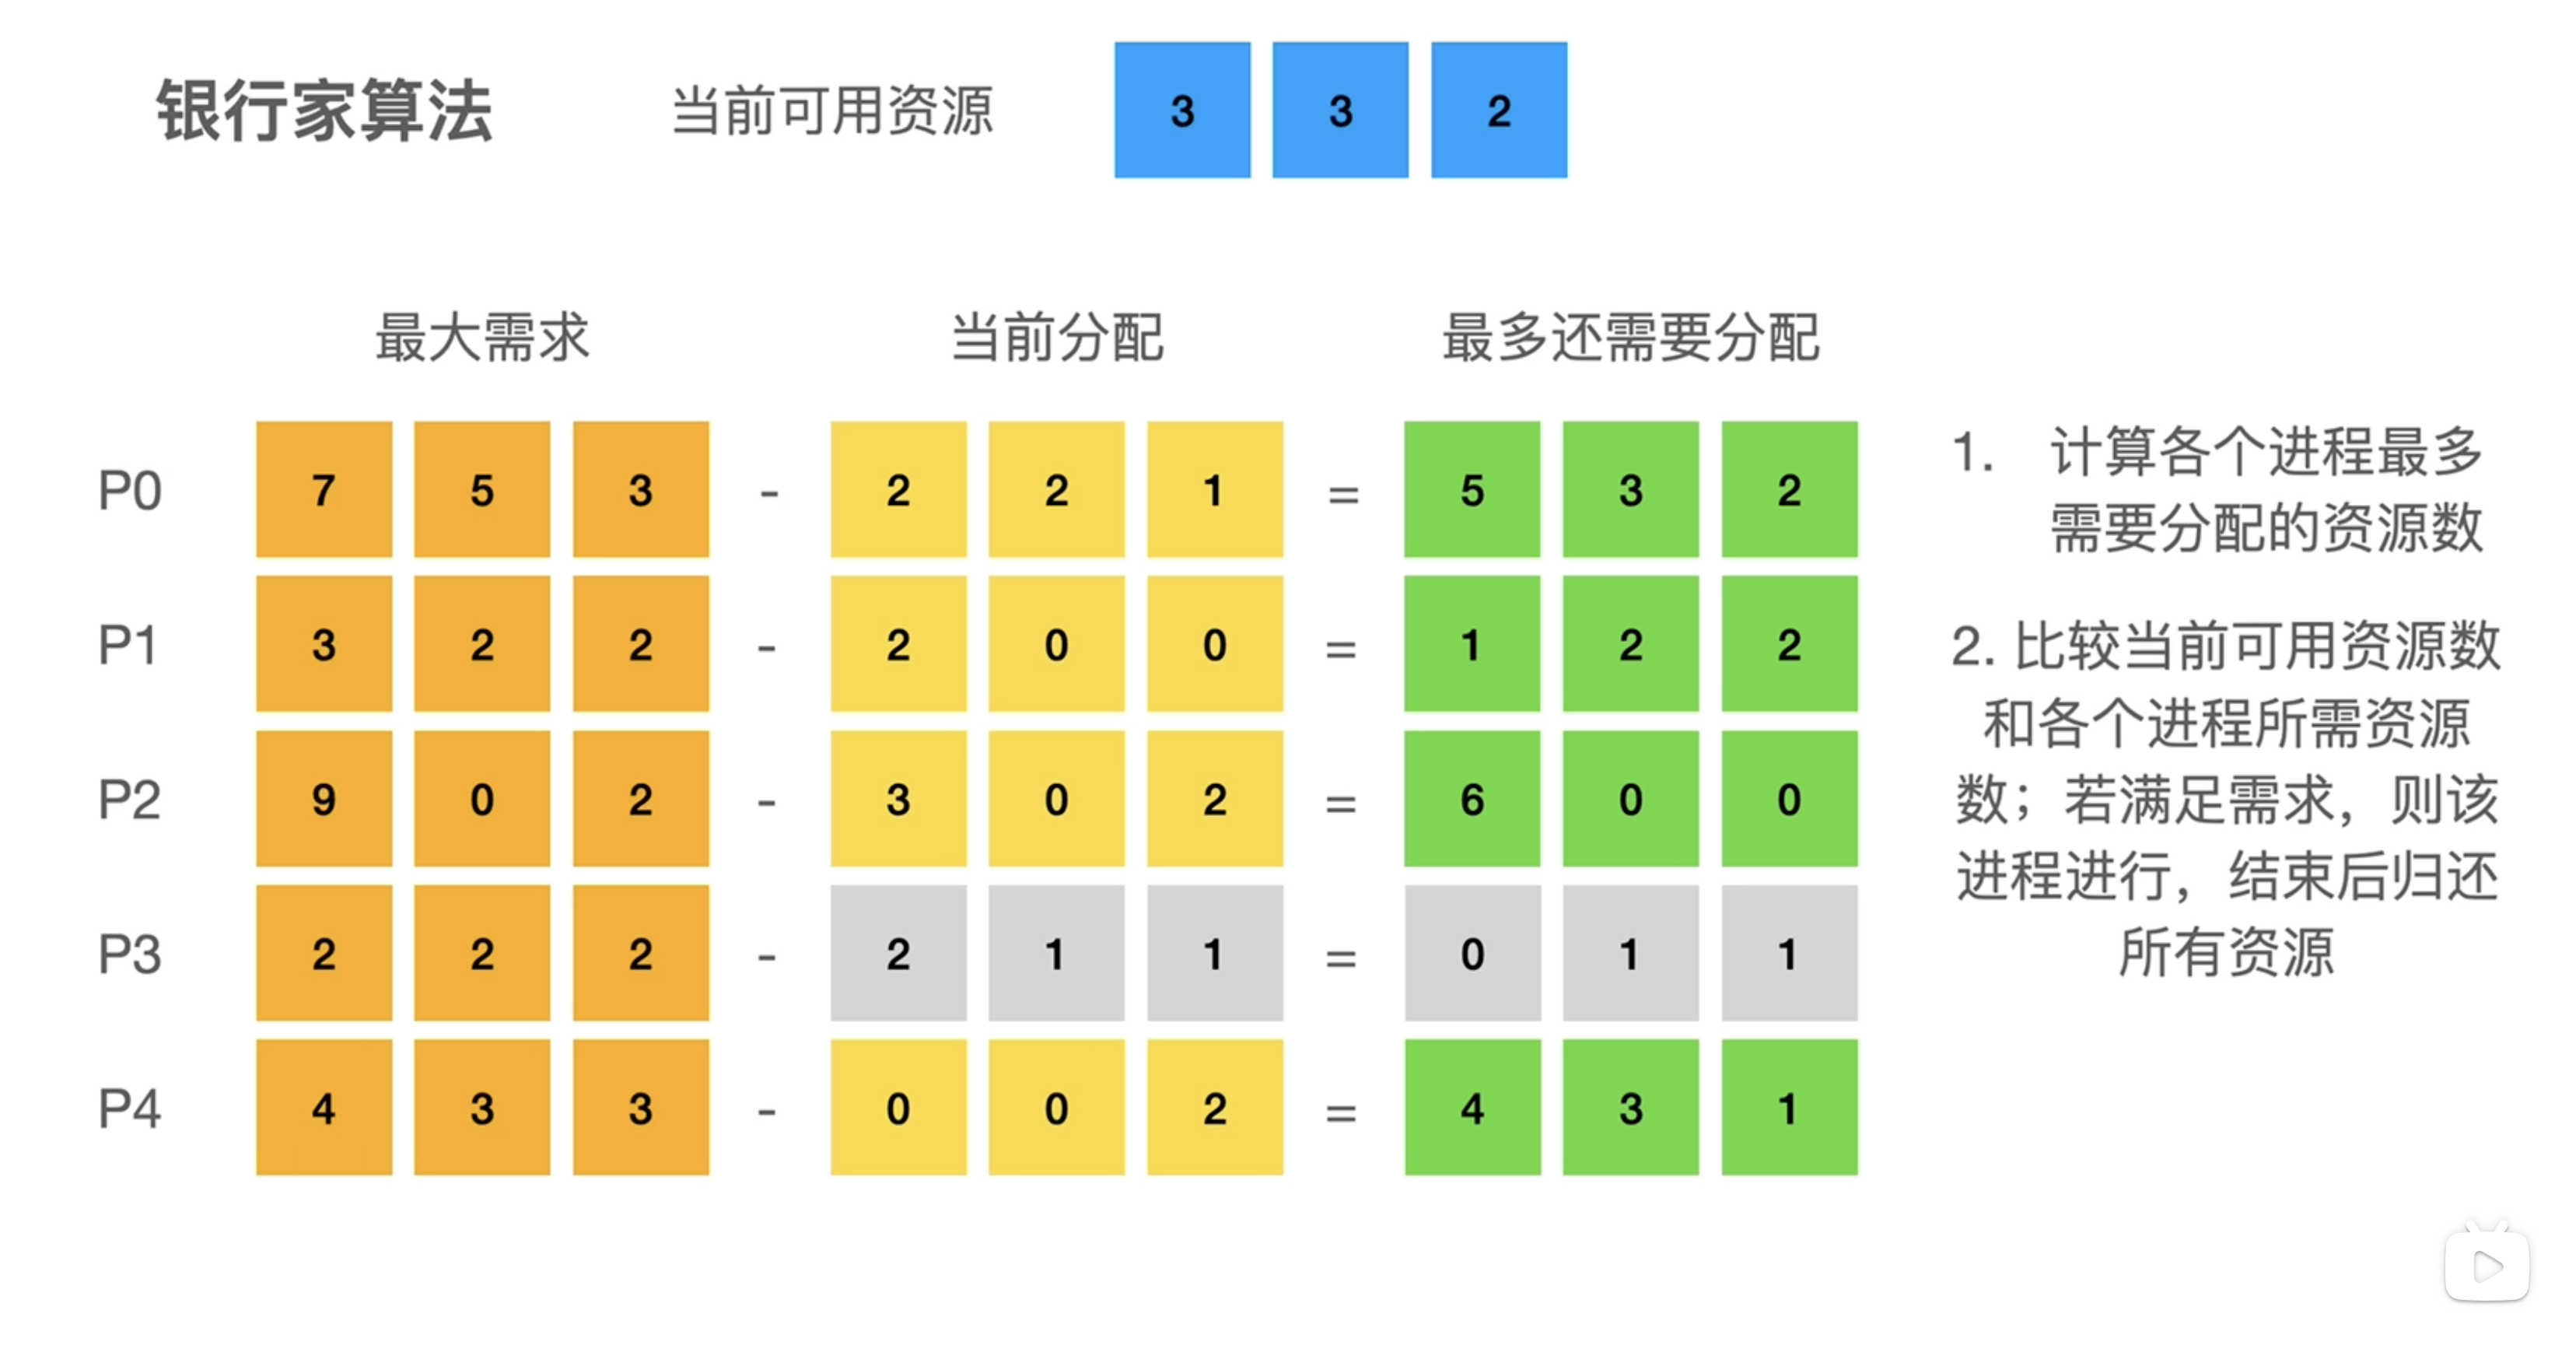 银行家算法 当前可用资源 3 3 2
最大需求 当前分配 最多还需要分配
P0 7 5 3 - 2 2 1 = 5 3 2
P1 3 2 2 - 2 0 0 = 1 2 2
P2 9 0 2 - 3 0 2 = 6 0 0
P3 2 2 2 - 2 1 1 = 0 1 1
P4 4 3 3 - 0 0 2 = 4 3 1
1. 计算各个进程最多
需要分配的资源数
2. 比较当前可用资源数
和各个进程所需资源
数；若满足需求，则该
进程进行，结束后归还
所有资源